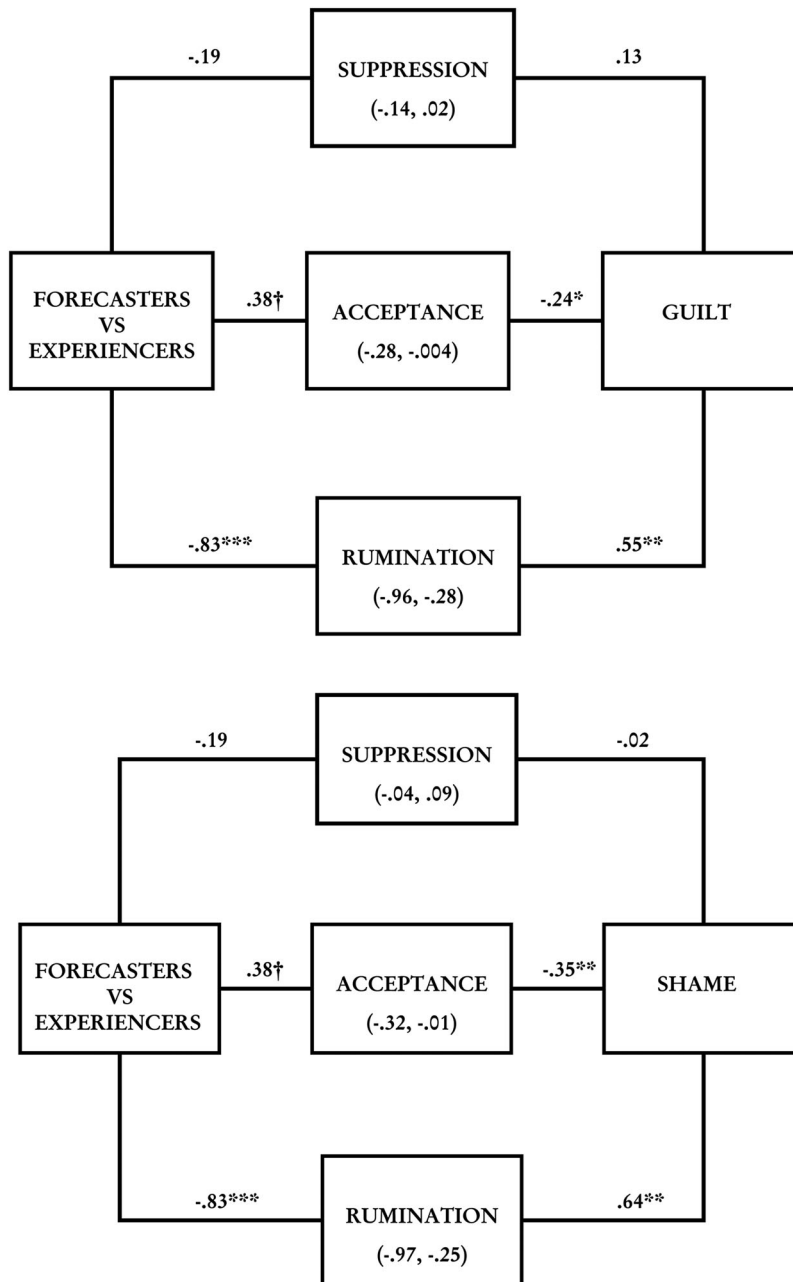 -.19
SUPPRESSION
(-.14, .02)
.13
FORECASTERS
VS
EXPERIENCERS
.38†
ACCEPTANCE
(-.28, -.004)
-.24*
GUILT
-.83***
RUMINATION
(-.96, -.28)
.55**
-.19
SUPPRESSION
(-.04, .09)
-.02
FORECASTERS
VS
EXPERIENCERS
.38†
ACCEPTANCE
(-.32, -.01)
-.35**
SHAME
-.83***
RUMINATION
(-.97, -.25)
.64**